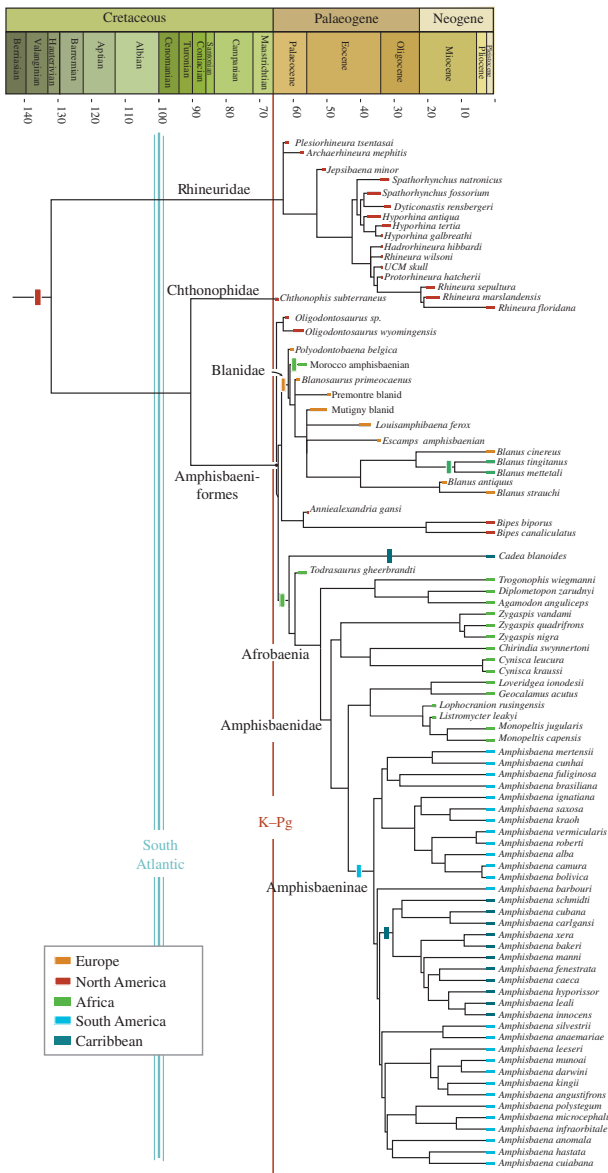 Cretaceous
Palaeogene
Neogene
Berriasian
Valanginian
Hauterivian
Barremian
Aptian
Albian
Cenomanian
Turonian
Coniacian
Santonian
Campanian
Maastrichtian
Palaeocene
Eocene
Oligocene
Miocene
Pliocene
Pleistocene
140
130
120
110
100
90
80
70
60
50
40
30
20
10
Plesiorhineura tsentasai
Archaerhineura mephitis
Jepsibaena minor
Spathorhynchus natronicus
Rhineuridae
Spathorhynchus fossorium
Dyticonastis rensbergeri
Hyporhina antiqua
Hyporhina tertia
Hyporhina galbreathi
Hadrorhineura hibbardi
Rhineura wilsoni
UCM skull
Protorhineura hatcherii
Rhineura sepultura
Chthonophidae
Chthonophis subterraneus
Rhineura marslandensis
Rhineura floridana
Oligodontosaurus sp.
Oligodontosaurus wyomingensis
Blanidae
Polyodontobaena belgica
Morocco amphisbaenian
Blanosaurus primeocaenus
Premontre blanid
Mutigny blanid
Louisamphibaena ferox
Escamps amphisbaenian
Blanus cinereus
Blanus tingitanus
Blanus mettetali
Amphisbaeni-
formes
Blanus antiquus
Blanus strauchi
Anniealexandria gansi
Bipes biporus
Bipes canaliculatus
Cadea blanoides
Todrasaurus gheerbrandti
Trogonophis wiegmanni
Diplometopon zarudnyi
Agamodon anguliceps
Zygaspis vandami
Zygaspis quadrifrons
Zygaspis nigra
Afrobaenia
Chirindia swynnertoni
Cynisca leucura
Cynisca kraussi
Loveridgea ionodesii
Geocalamus acutus
Lophocranion rusingensis
Listromycter leakyi
Amphisbaenidae
Monopeltis jugularis
Monopeltis capensis
Amphisbaena mertensii
Amphisbaena cunhai
Amphisbaena fuliginosa
Amphisbaena brasiliana
Amphisbaena ignatiana
Amphisbaena saxosa
Amphisbaena kraoh
K–Pg
Amphisbaena vermicularis
Amphisbaena roberti
South
Atlantic
Amphisbaena alba
Amphisbaena camura
Amphisbaena bolivica
Amphisbaeninae
Amphisbaena barbouri
Amphisbaena schmidti
Amphisbaena cubana
Amphisbaena carlgansi
Amphisbaena xera
Amphisbaena bakeri
Amphisbaena manni
Amphisbaena fenestrata
Amphisbaena caeca
Amphisbaena hyporissor
Amphisbaena leali
Amphisbaena innocens
Amphisbaena silvestrii
Amphisbaena anaemariae
Amphisbaena leeseri
Amphisbaena munoai
Amphisbaena darwini
Amphisbaena kingii
Amphisbaena angustifrons
Amphisbaena polystegum
Amphisbaena microcephalum
Amphisbaena infraorbitale
Amphisbaena anomala
Amphisbaena hastata
Amphisbaena cuiabana
Europe
North America
Africa
South America
Carribbean